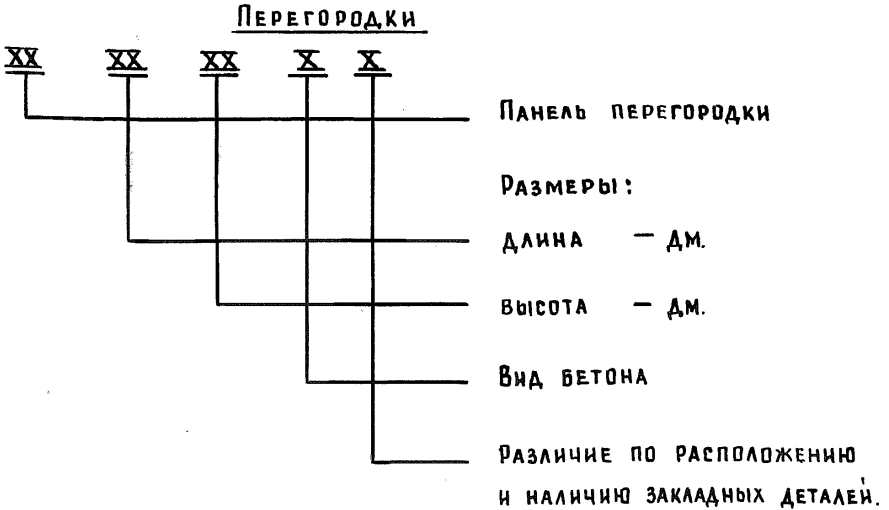 Перегородки
XX XX XX X X
Панель перегородки
Размеры:
длина — дм.
высота — дм.
Вид бетона
Различие по расположению
и наличию закладных деталей.